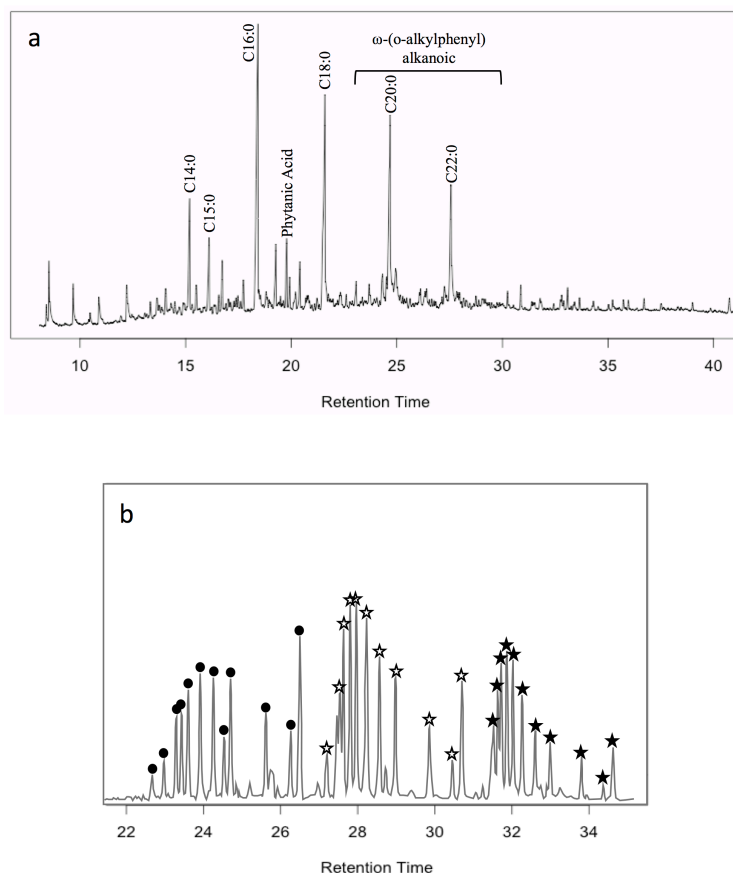 a
ω-(o-alkylphenyl)
alkanoic
C14:0
C15:0
C16:0
Phytanic Acid
C18:0
C20:0
C22:0
10 15 20 25 30 35 40
Retention Time
b
22 24 26 28 30 32 34
Retention Time